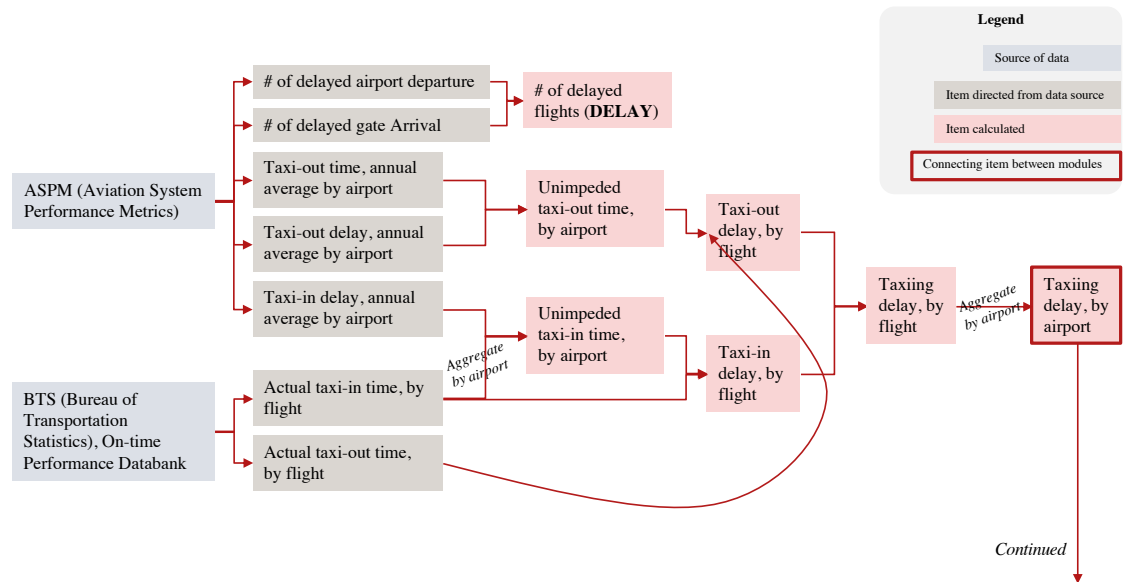 Legend
Source of data
Item directed from data source
Item calculated
Connecting item between modules
# of delayed airport departure
# of delayed gate Arrival
# of delayed
flights (DELAY)
ASPM (Aviation System
Performance Metrics)
Taxi-out time, annual
average by airport
Taxi-out delay, annual
average by airport
Taxi-in delay, annual
average by airport
Unimpeded
taxi-out time,
by airport
Taxi-out
delay, by
flight
Unimpeded
taxi-in time,
by airport
Aggregate
by airport
Taxi-in
delay, by
flight
Taxiing
delay, by
flight
Aggregate
by airport
Taxiing
delay, by
airport
BTS (Bureau of
Transportation
Statistics), On-time
Performance Databank
Actual taxi-in time, by
flight
Actual taxi-out time,
by flight
Continued